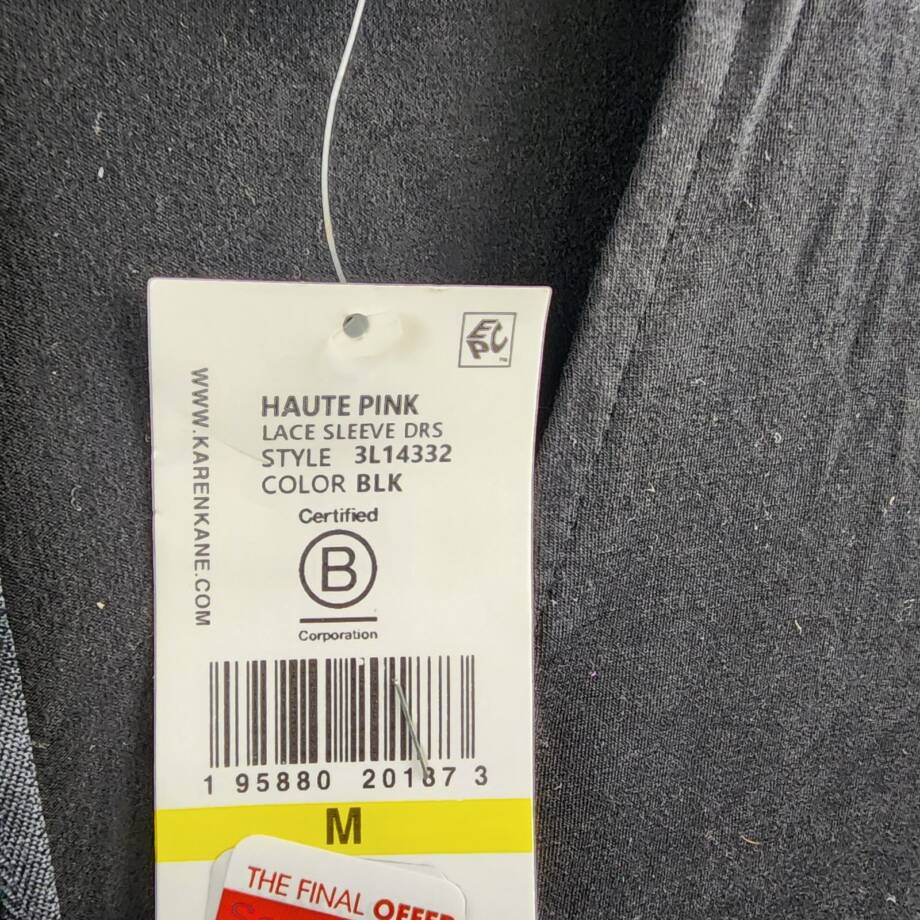 EPC
WWW.KARENKANE.COM
HAUTE PINK
LACE SLEEVE DRS
STYLE 3L14332
COLOR BLK
Certified
B
Corporation
1 95880 20187 3
M
THE FINAL OFFER